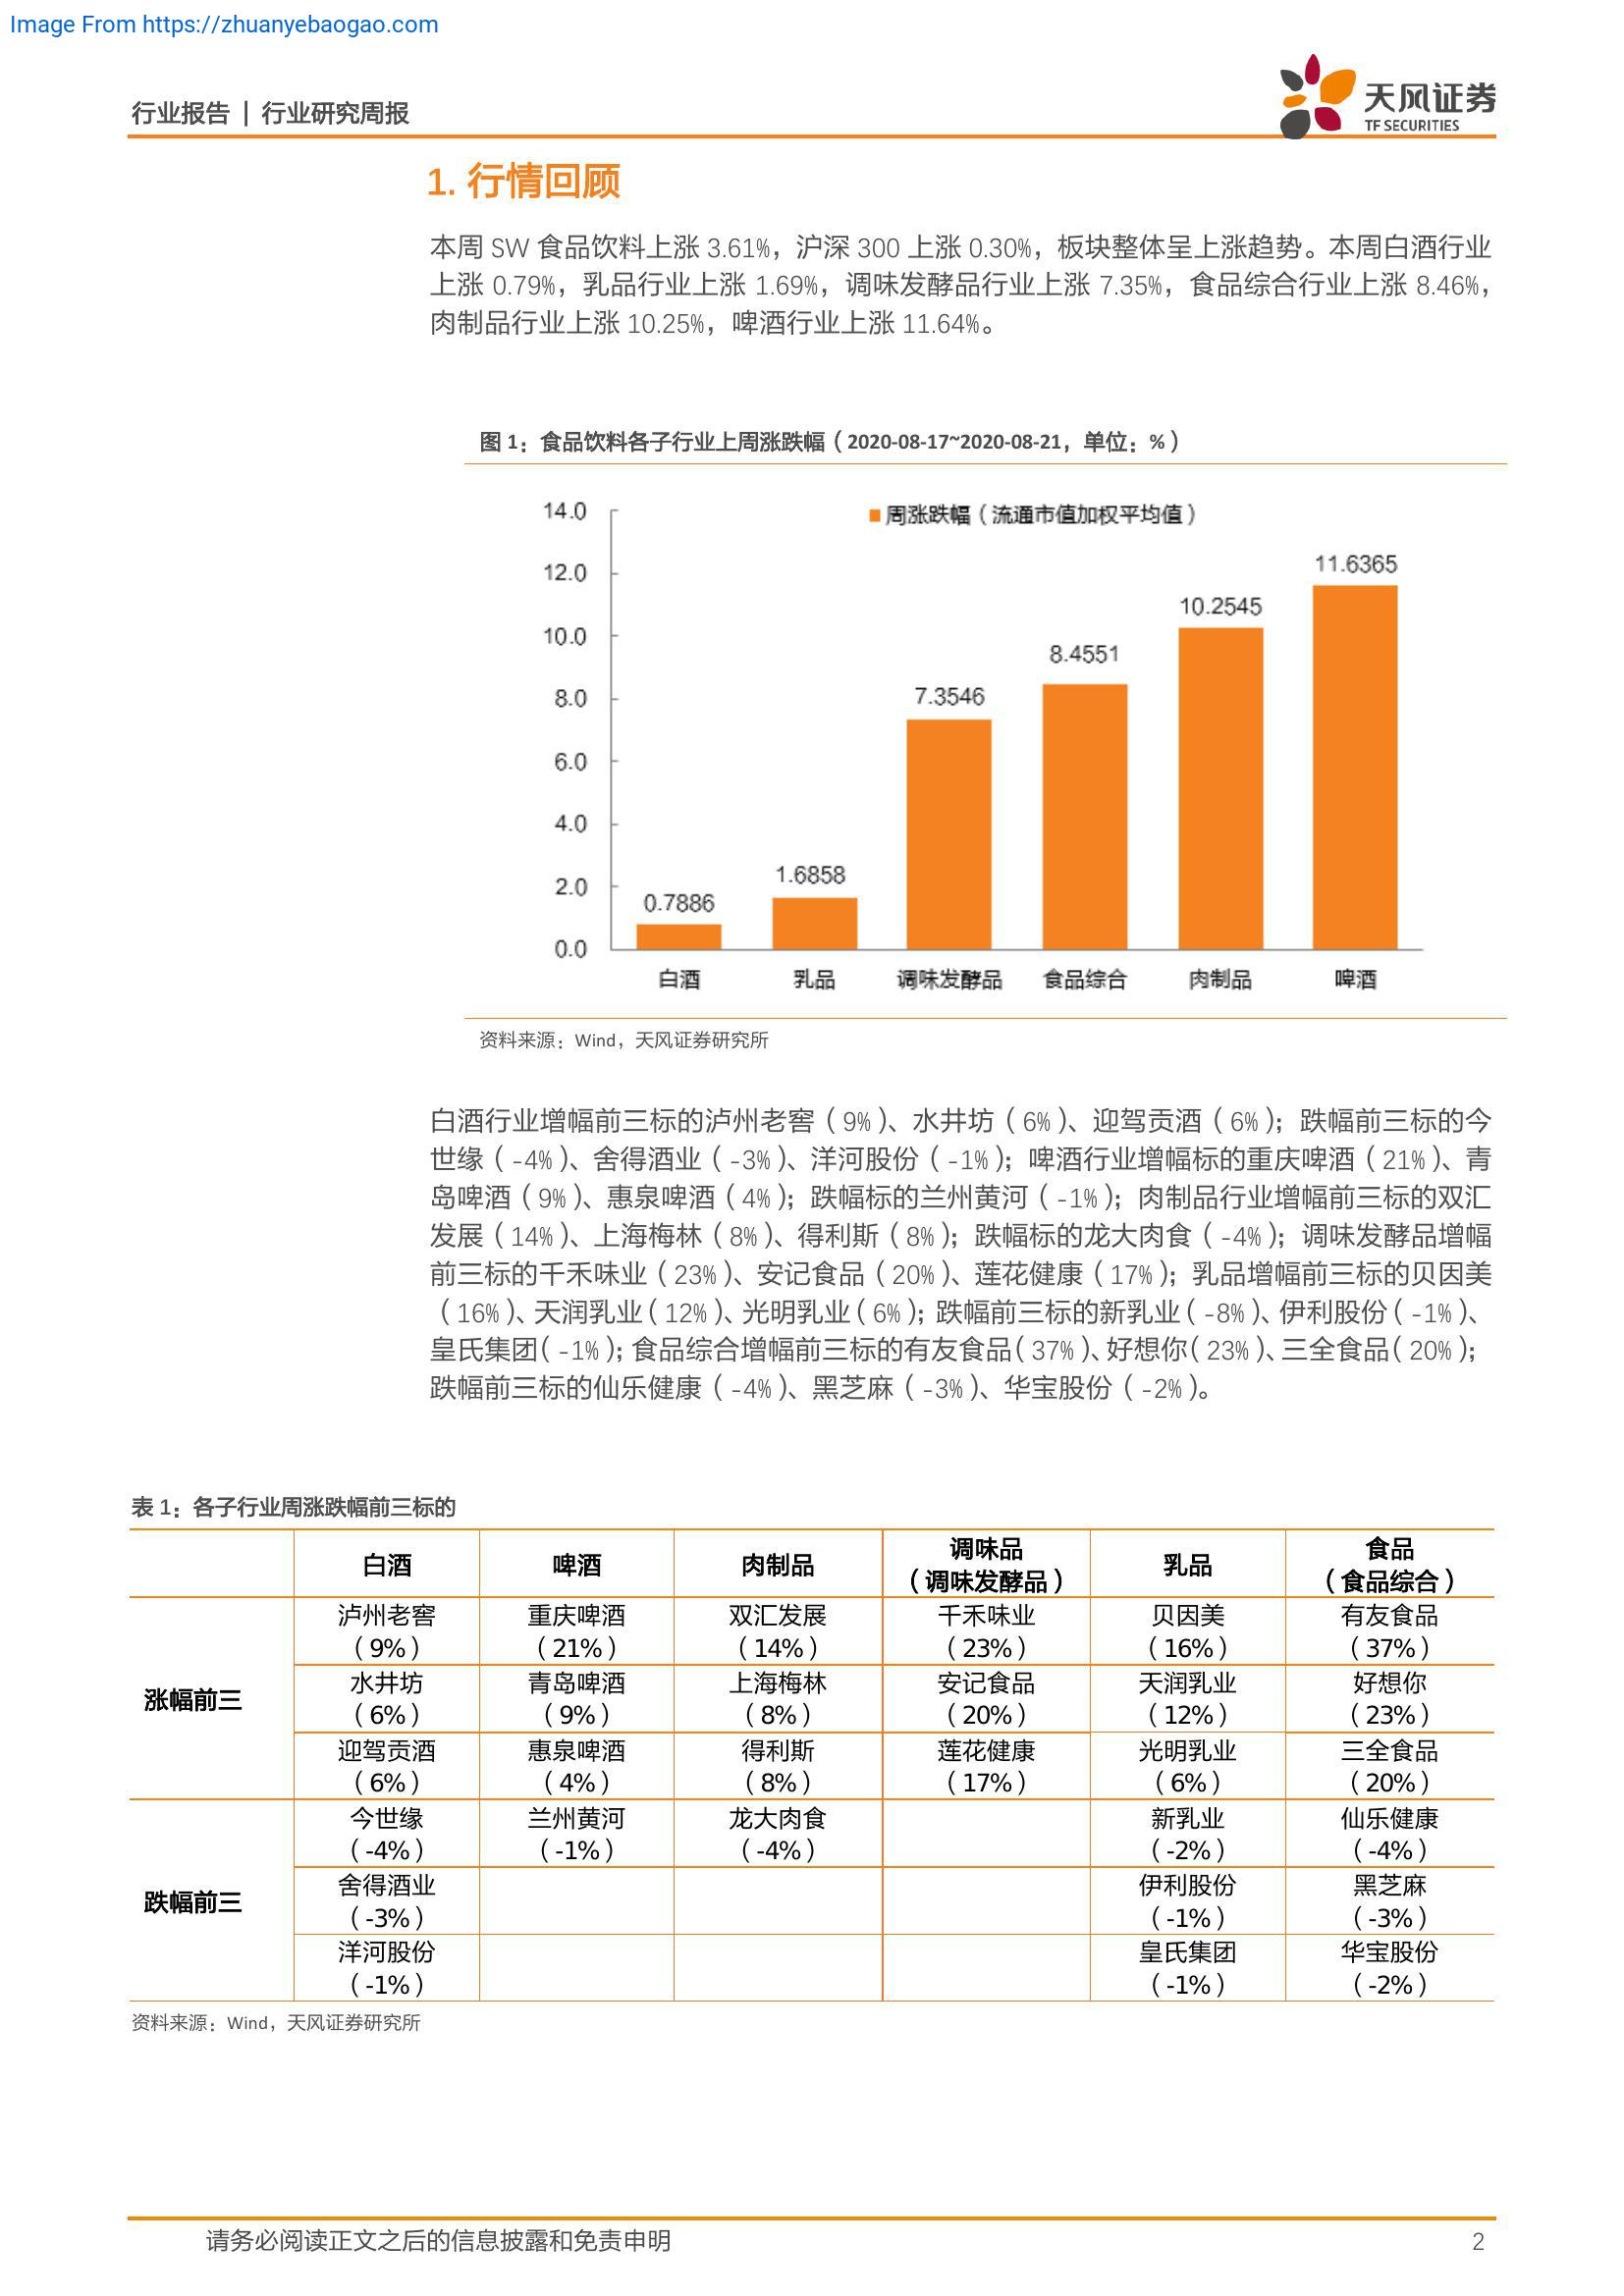 Image From https://zhuanyebaogao.com
行业报告 | 行业研究周报
天风证券
TF SECURITIES
1. 行情回顾
本周 SW 食品饮料上涨 3.61%，沪深 300 上涨 0.30%，板块整体呈上涨趋势。本周白酒行业
上涨 0.79%，乳品行业上涨 1.69%，调味发酵品行业上涨 7.35%，食品综合行业上涨 8.46%，
肉制品行业上涨 10.25%，啤酒行业上涨 11.64%。
图 1：食品饮料各子行业上周涨跌幅（2020-08-17~2020-08-21，单位：%）
周涨跌幅（流通市值加权平均值）
14.0
12.0
10.0
8.0
6.0
4.0
2.0
0.0
0.7886
1.6858
7.3546
8.4551
10.2545
11.6365
白酒 乳品 调味发酵品 食品综合 肉制品 啤酒
资料来源：Wind，天风证券研究所
白酒行业增幅前三标的泸州老窖（9%）、水井坊（6%）、迎驾贡酒（6%）；跌幅前三标的今
世缘（-4%）、舍得酒业（-3%）、洋河股份（-1%）；啤酒行业增幅标的重庆啤酒（21%）、青
岛啤酒（9%）、惠泉啤酒（4%）；跌幅标的兰州黄河（-1%）；肉制品行业增幅前三标的双汇
发展（14%）、上海梅林（8%）、得利斯（8%）；跌幅标的龙大肉食（-4%）；调味发酵品增幅
前三标的千禾味业（23%）、安记食品（20%）、莲花健康（17%）；乳品增幅前三标的贝因美
（16%）、天润乳业（12%）、光明乳业（6%）；跌幅前三标的新乳业（-8%）、伊利股份（-1%）、
皇氏集团（-1%）；食品综合增幅前三标的有友食品（37%）、好想你（23%）、三全食品（20%）；
跌幅前三标的仙乐健康（-4%）、黑芝麻（-3%）、华宝股份（-2%）。
表 1：各子行业周涨跌幅前三标的
白酒 啤酒 肉制品 调味品 乳品 食品
（调味发酵品） （食品综合）
涨幅前三
泸州老窖 重庆啤酒 双汇发展 千禾味业 贝因美 有友食品
（9%） （21%） （14%） （23%） （16%） （37%）
水井坊 青岛啤酒 上海梅林 安记食品 天润乳业 好想你
（6%） （9%） （8%） （20%） （12%） （23%）
迎驾贡酒 惠泉啤酒 得利斯 莲花健康 光明乳业 三全食品
（6%） （4%） （8%） （17%） （6%） （20%）
跌幅前三
今世缘 兰州黄河 龙大肉食 新乳业 仙乐健康
（-4%） （-1%） （-4%） （-2%） （-4%）
舍得酒业 伊利股份 黑芝麻
（-3%） （-1%） （-3%）
洋河股份 皇氏集团 华宝股份
（-1%） （-1%） （-2%）
资料来源：Wind，天风证券研究所
请务必阅读正文之后的信息披露和免责申明 2